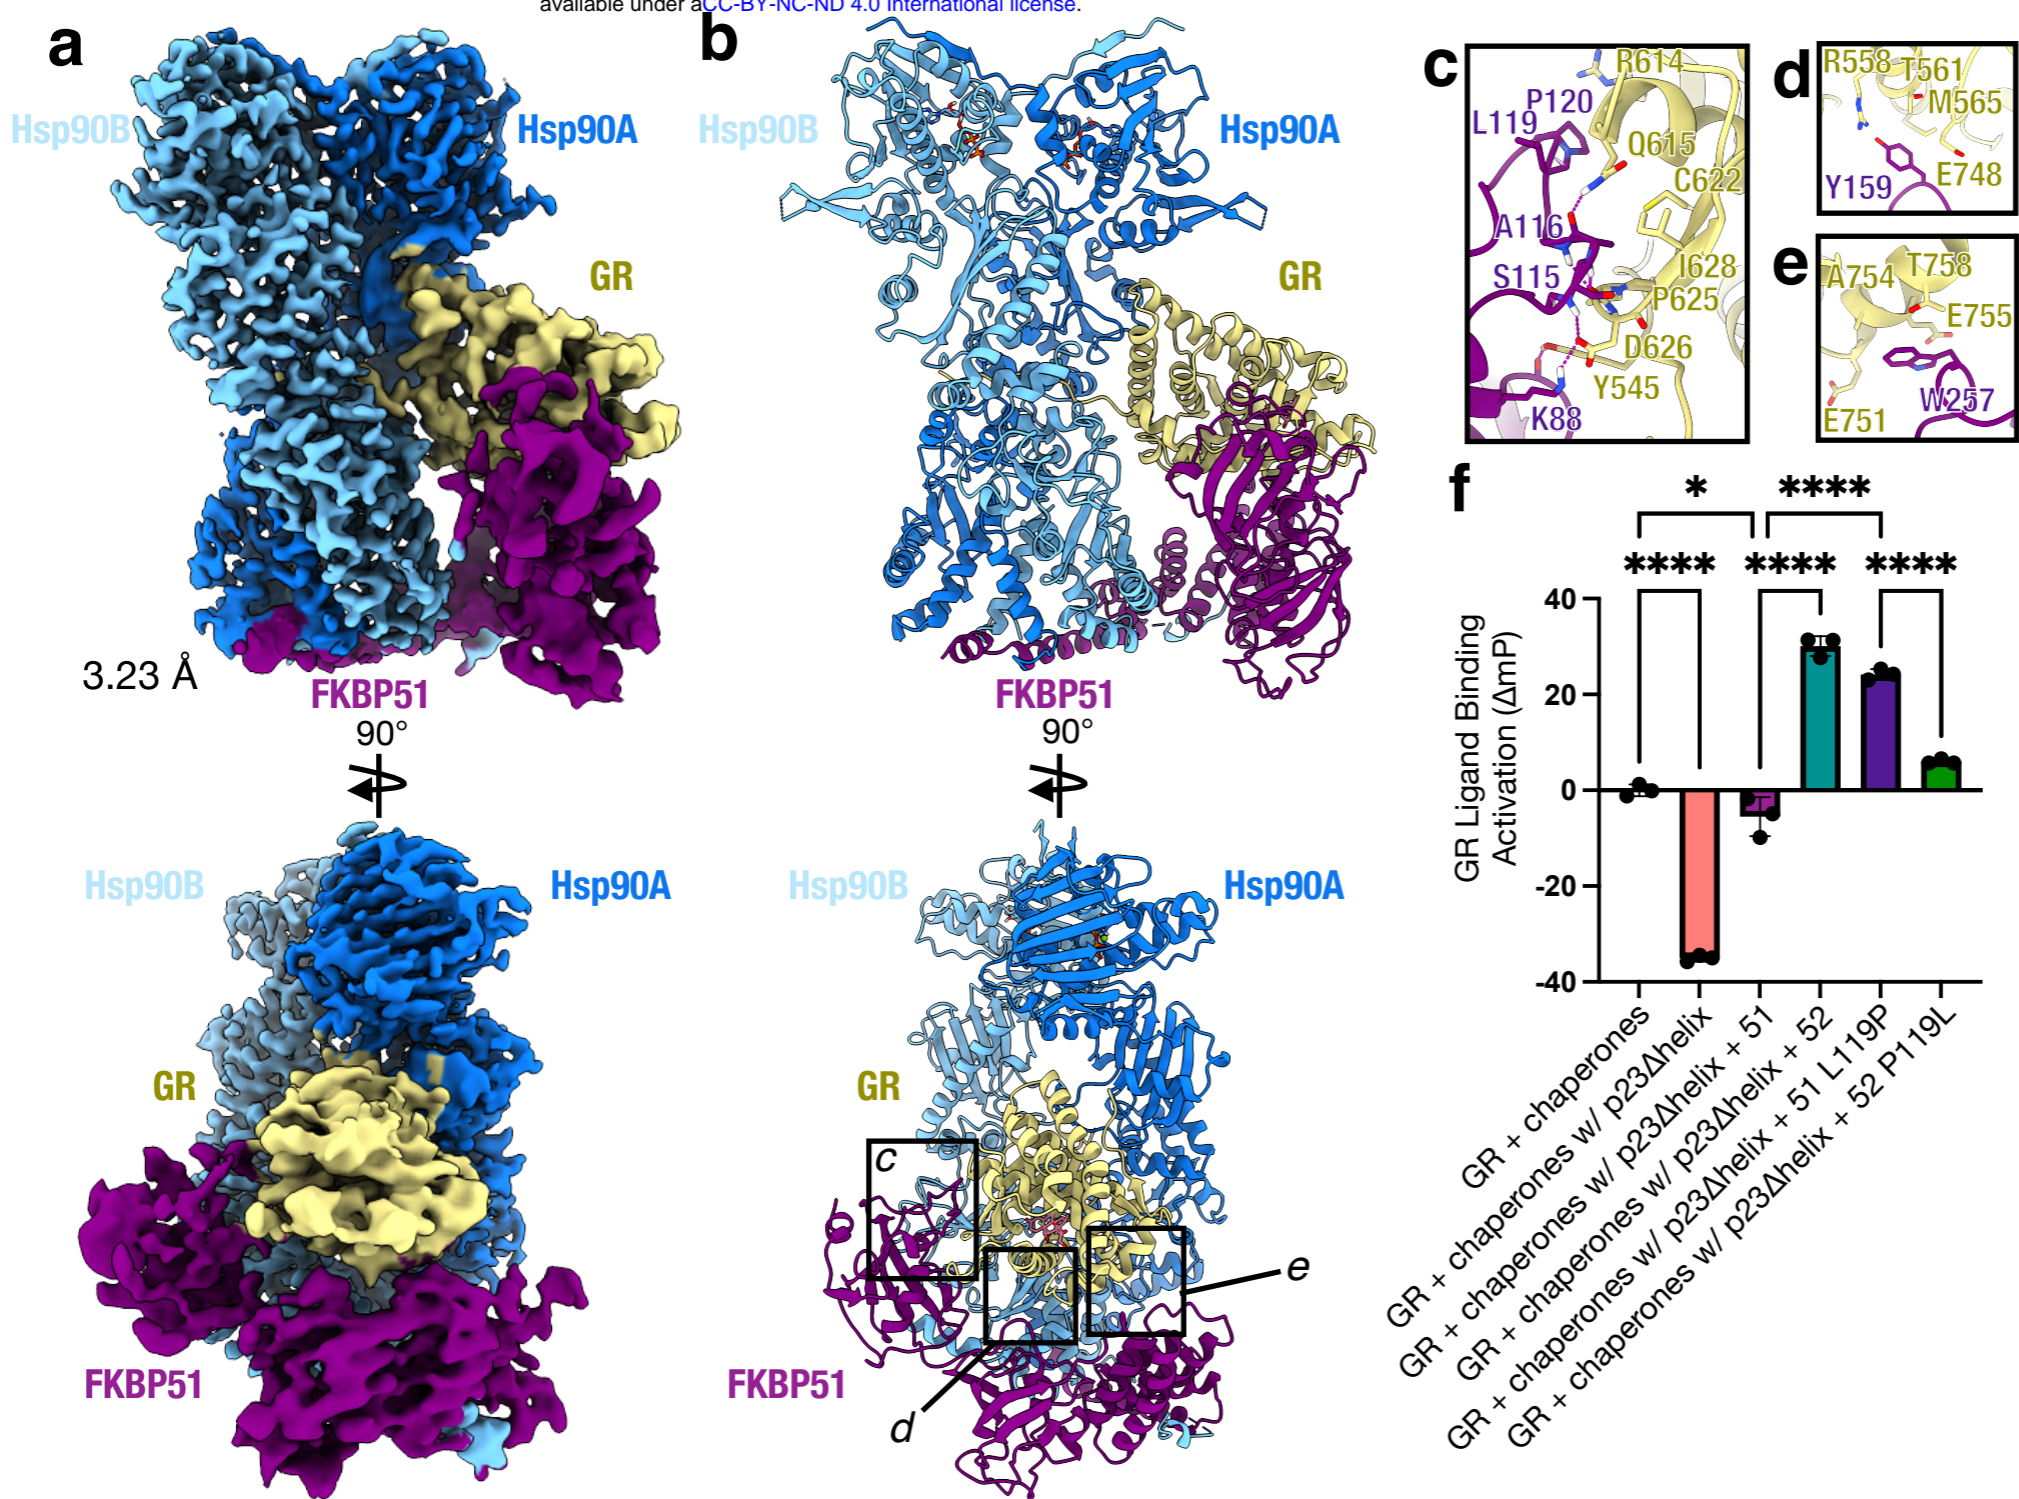 available under aCC-BY-NC-ND 4.0 International license.
a
Hsp90B
Hsp90A
GR
3.23 Å
FKBP51
90°
Hsp90B
Hsp90A
GR
FKBP51
b
Hsp90B
Hsp90A
GR
FKBP51
90°
Hsp90B
Hsp90A
GR
c
e
d
FKBP51
c
R614
P120
L119
Q615
C622
A116
S115
I628
P625
D626
Y545
K88
d
R558
T561
M565
Y159
E748
e
A754
T758
E755
W257
E751
f
* ****
**** **** ****
GR Ligand Binding
Activation (ΔmP)
40
20
0
-20
-40
GR + chaperones
GR + chaperones w/ p23Δhelix
GR + chaperones w/ p23Δhelix + 51
GR + chaperones w/ p23Δhelix + 52
GR + chaperones w/ p23Δhelix + 51 L119P
GR + chaperones w/ p23Δhelix + 52 P119L